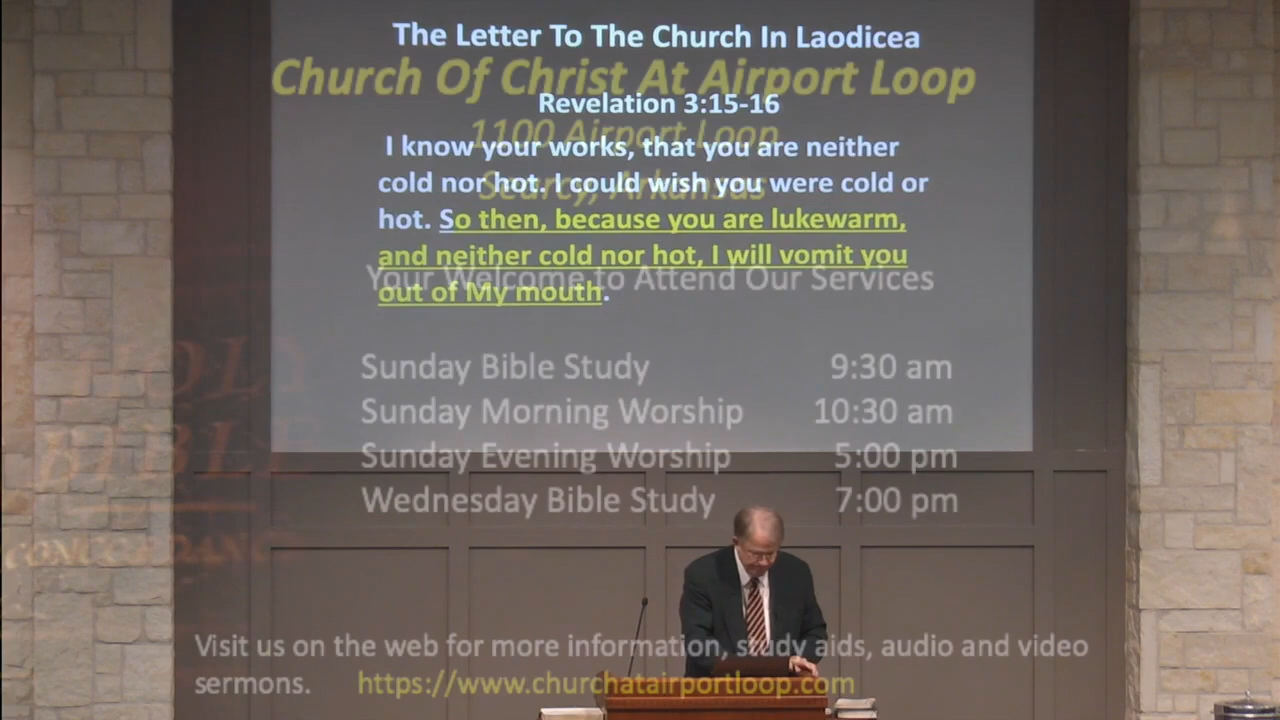 The Letter To The Church In Laodicea
Church Of Christ At Airport Loop
Revelation 3:15-16
1100 Airport Loop
I know your works, that you are neither
cold nor hot. I could wish you were cold or
Searcy, Arkansas
hot. So then, because you are lukewarm,
and neither cold nor hot, I will vomit you
Your Welcome to Attend Our Services
out of My mouth.
HOLY
BIBLE
CONCORDANCE
Sunday Bible Study 9:30 am
Sunday Morning Worship 10:30 am
Sunday Evening Worship 5:00 pm
Wednesday Bible Study 7:00 pm
Visit us on the web for more information, study aids, audio and video
sermons. https://www.churchatairportloop.com